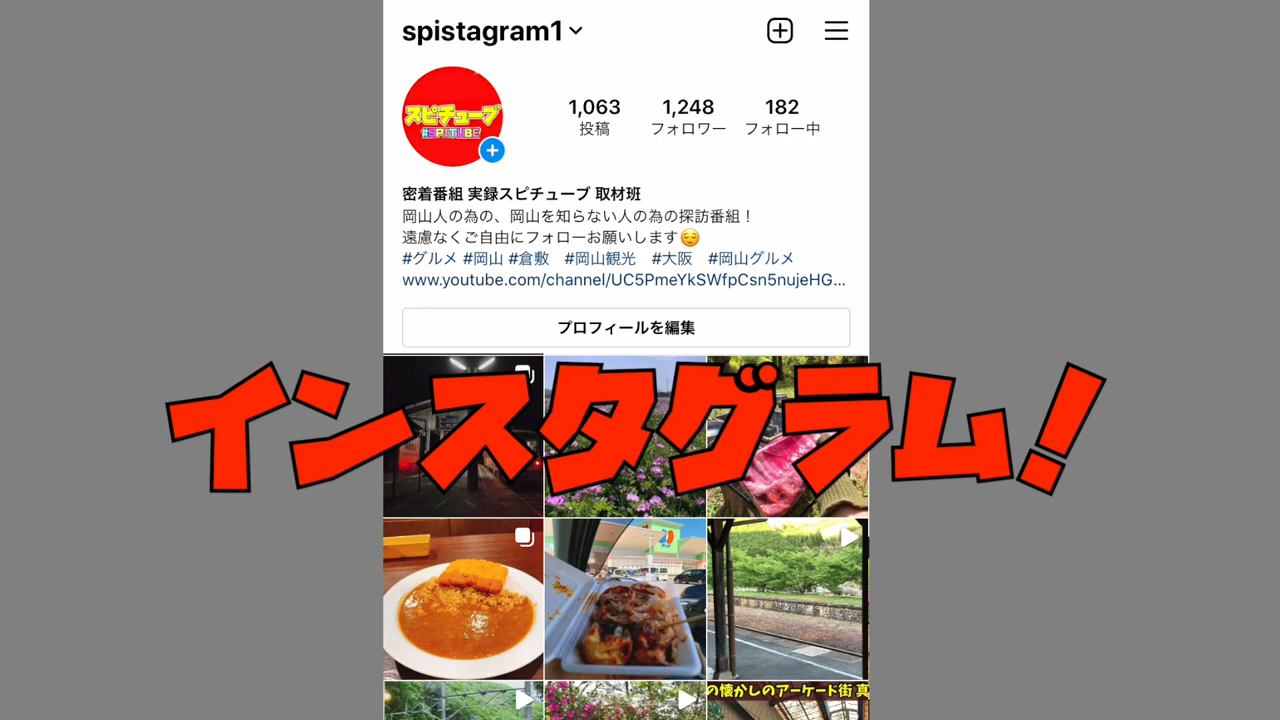 spistagram1
スピチューブ
#SPITUBE
1,063
投稿
1,248
フォロワー
182
フォロー中
密着番組 実録スピチューブ 取材班
岡山人の為の、岡山を知らない人の為の探訪番組！
遠慮なくご自由にフォローお願いします😌
#グルメ #岡山 #倉敷　#岡山観光　#大阪　#岡山グルメ
www.youtube.com/channel/UC5PmeYkSWfpCsn5nujeHG...
プロフィールを編集
インスタグラム！
の懐かしのアーケード街 真